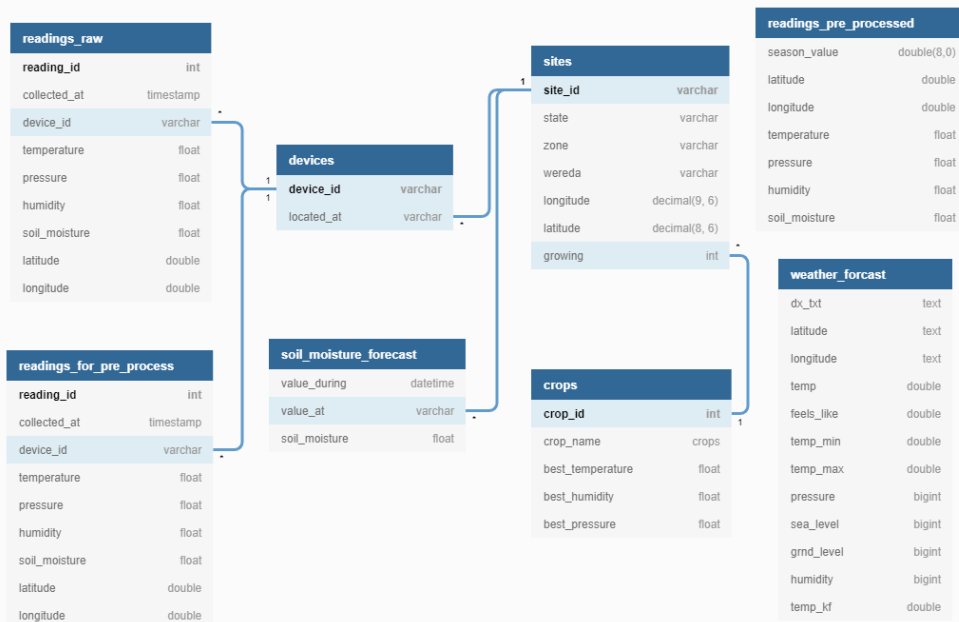 readings_raw
reading_id int
collected_at timestamp
device_id varchar
temperature float
pressure float
humidity float
soil_moisture float
latitude double
longitude double
*
1
1
devices
device_id varchar
located_at varchar
*
1
sites
site_id varchar
state varchar
zone varchar
wereda varchar
longitude decimal(9, 6)
latitude decimal(8, 6)
growing int
*
readings_pre_processed
season_value double(8,0)
latitude double
longitude double
temperature float
pressure float
humidity float
soil_moisture float
readings_for_pre_process
reading_id int
collected_at timestamp
device_id varchar
*
temperature float
pressure float
humidity float
soil_moisture float
latitude double
longitude double
soil_moisture_forecast
value_during datetime
value_at varchar
*
soil_moisture float
crops
crop_id int
1
crop_name crops
best_temperature float
best_humidity float
best_pressure float
weather_forcast
dx_txt text
latitude text
longitude text
temp double
feels_like double
temp_min double
temp_max double
pressure bigint
sea_level bigint
grnd_level bigint
humidity bigint
temp_kf double